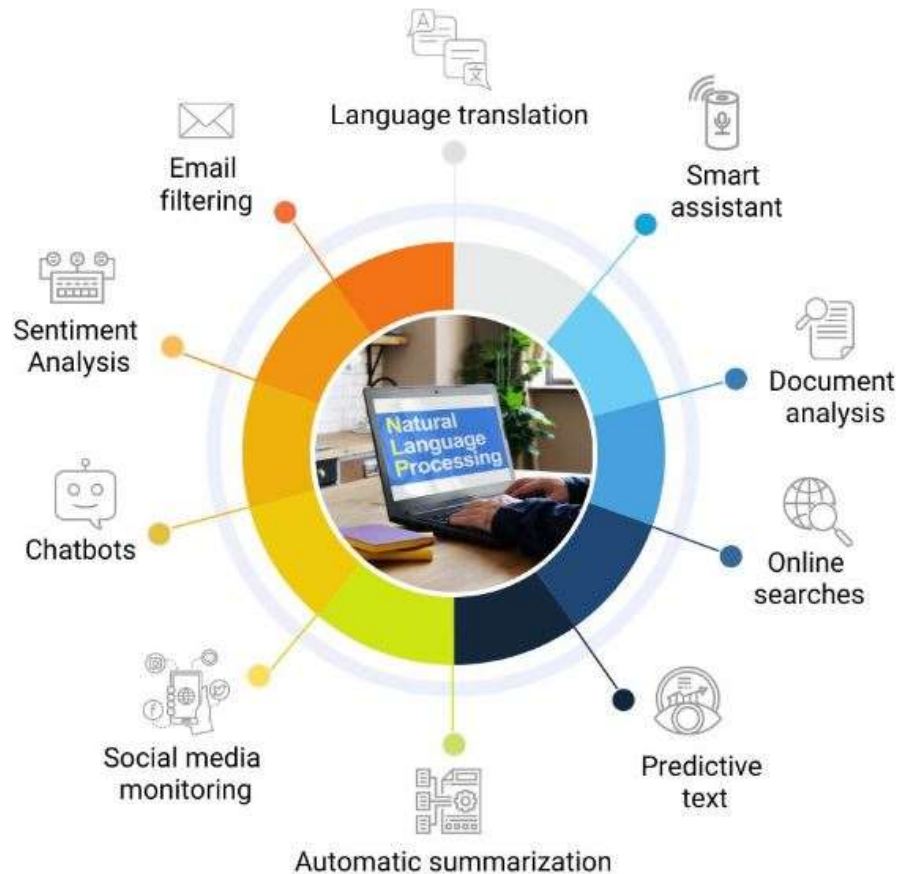 A
文
Language translation
Smart
assistant
Document
analysis
Online
searches
Predictive
text
Automatic summarization
Social media
monitoring
Chatbots
Sentiment
Analysis
Email
filtering
Natural
Language
Processing